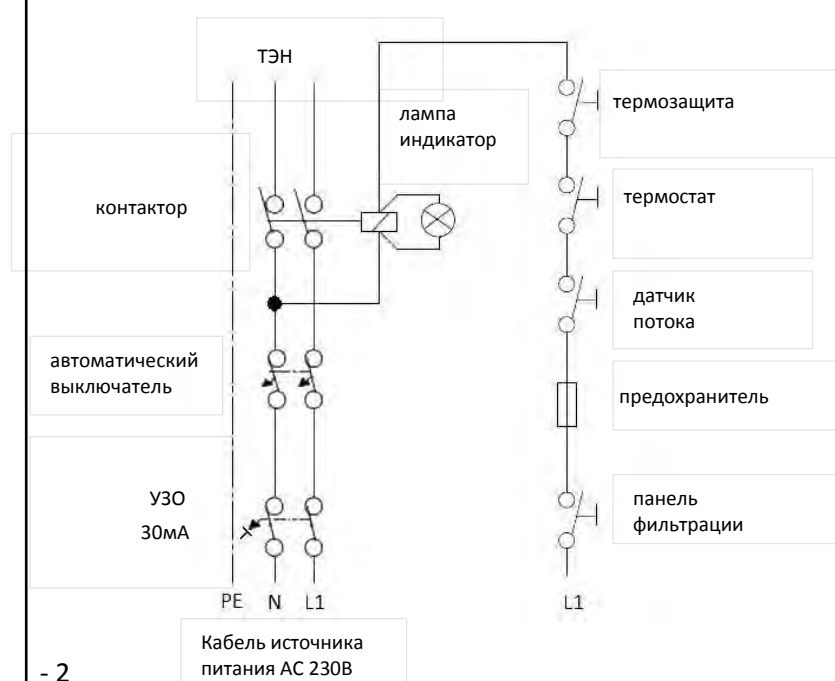 ТЭН
лампа
индикатор
термозащита
контактор
термостат
датчик
потока
автоматический
выключатель
предохранитель
УЗО
30мА
панель
фильтрации
PE N L1
L1
Кабель источника
питания АС 230В
- 2